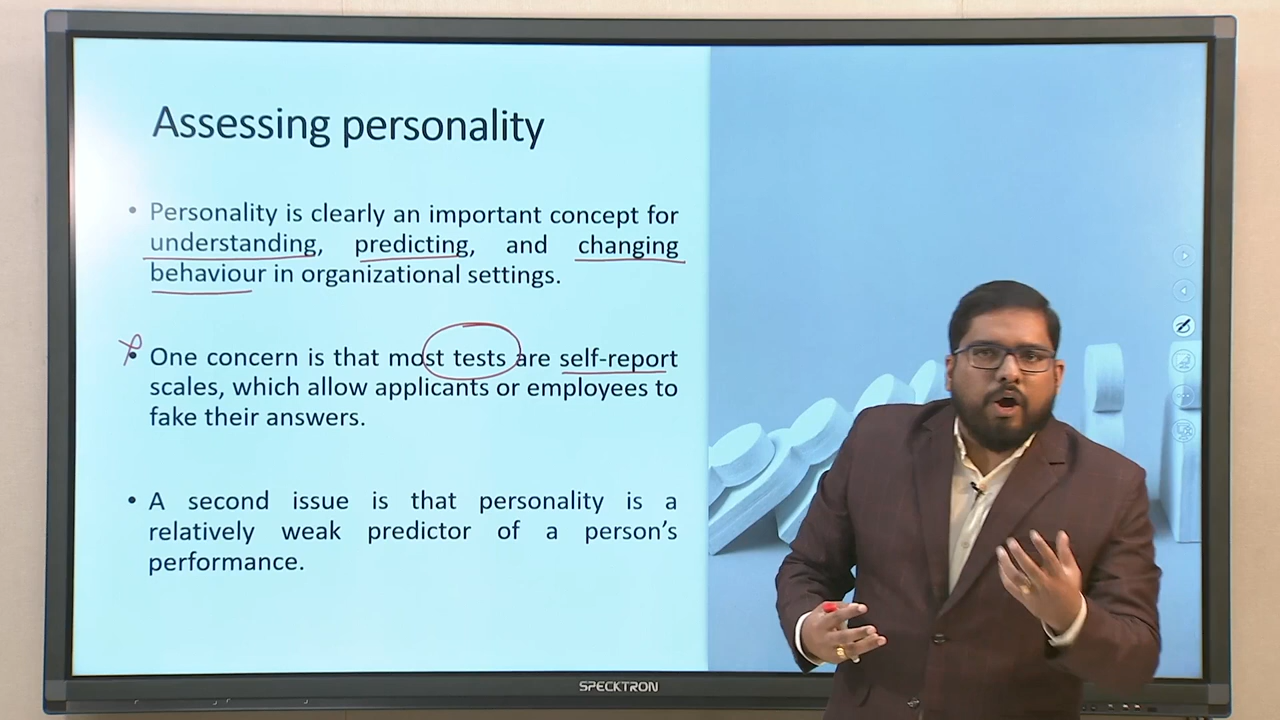 Assessing personality
• Personality is clearly an important concept for
understanding, predicting, and changing
behaviour in organizational settings.
• One concern is that most tests are self-report
scales, which allow applicants or employees to
fake their answers.
• A second issue is that personality is a
relatively weak predictor of a person's
performance.
SPECKTRON